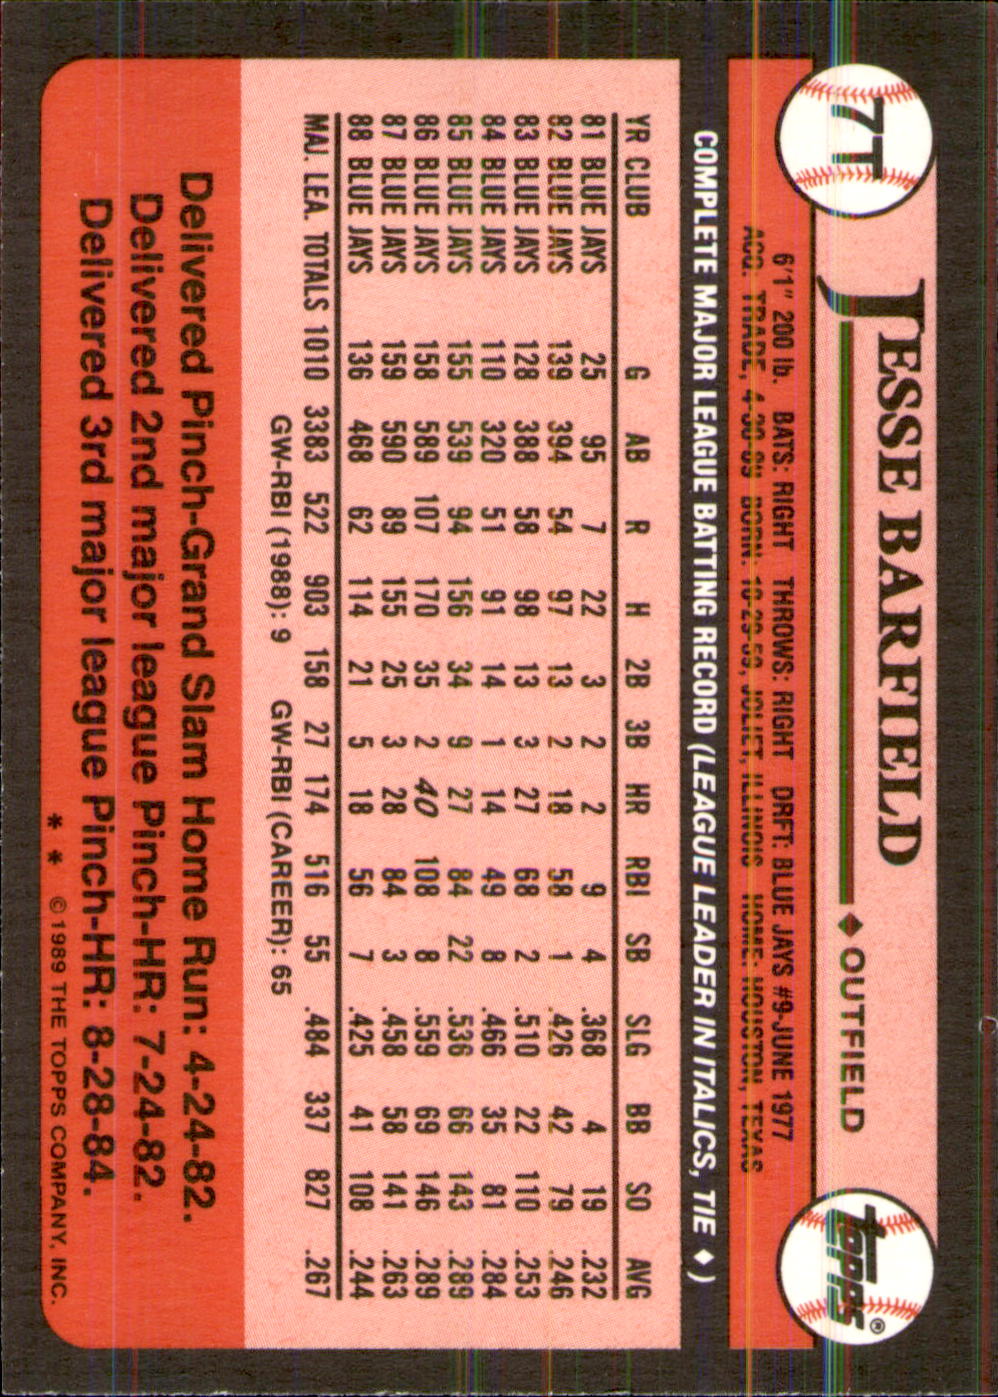 7T
JESSE BARFIELD ♦ OUTFIELD
topps®
6'1" 200 lb. BATS: RIGHT THROWS: RIGHT DRFT: BLUE JAYS #9-JUNE 1977
ACQ: TRADE, 4-30-89 BORN: 10-29-59, JOLIET, ILLINOIS HOME: HOUSTON, TEXAS
COMPLETE MAJOR LEAGUE BATTING RECORD (LEAGUE LEADER IN ITALICS, TIE ♦)
YR CLUB G AB R H 2B 3B HR RBI SB SLG BB SO AVG
81 BLUE JAYS 25 95 7 22 3 2 2 9 4 .368 4 19 .232
82 BLUE JAYS 139 394 54 97 13 2 18 58 1 .426 42 79 .246
83 BLUE JAYS 128 388 58 98 13 3 27 68 2 .510 22 110 .253
84 BLUE JAYS 110 320 51 91 14 1 14 49 8 .466 35 81 .284
85 BLUE JAYS 155 539 94 156 34 9 27 84 22 .536 66 143 .289
86 BLUE JAYS 158 589 107 170 35 2 40 108 8 .559 69 146 .289
87 BLUE JAYS 159 590 89 155 25 3 28 84 3 .458 58 141 .263
88 BLUE JAYS 136 468 62 114 21 5 18 56 7 .425 41 108 .244
MAJ. LEA. TOTALS 1010 3383 522 903 158 27 174 516 55 .484 337 827 .267
GW-RBI (1988): 9 GW-RBI (CAREER): 65
Delivered Pinch-Grand Slam Home Run: 4-24-82.
Delivered 2nd major league Pinch-HR: 7-24-82.
Delivered 3rd major league Pinch-HR: 8-28-84.
* * © 1989 THE TOPPS COMPANY, INC.